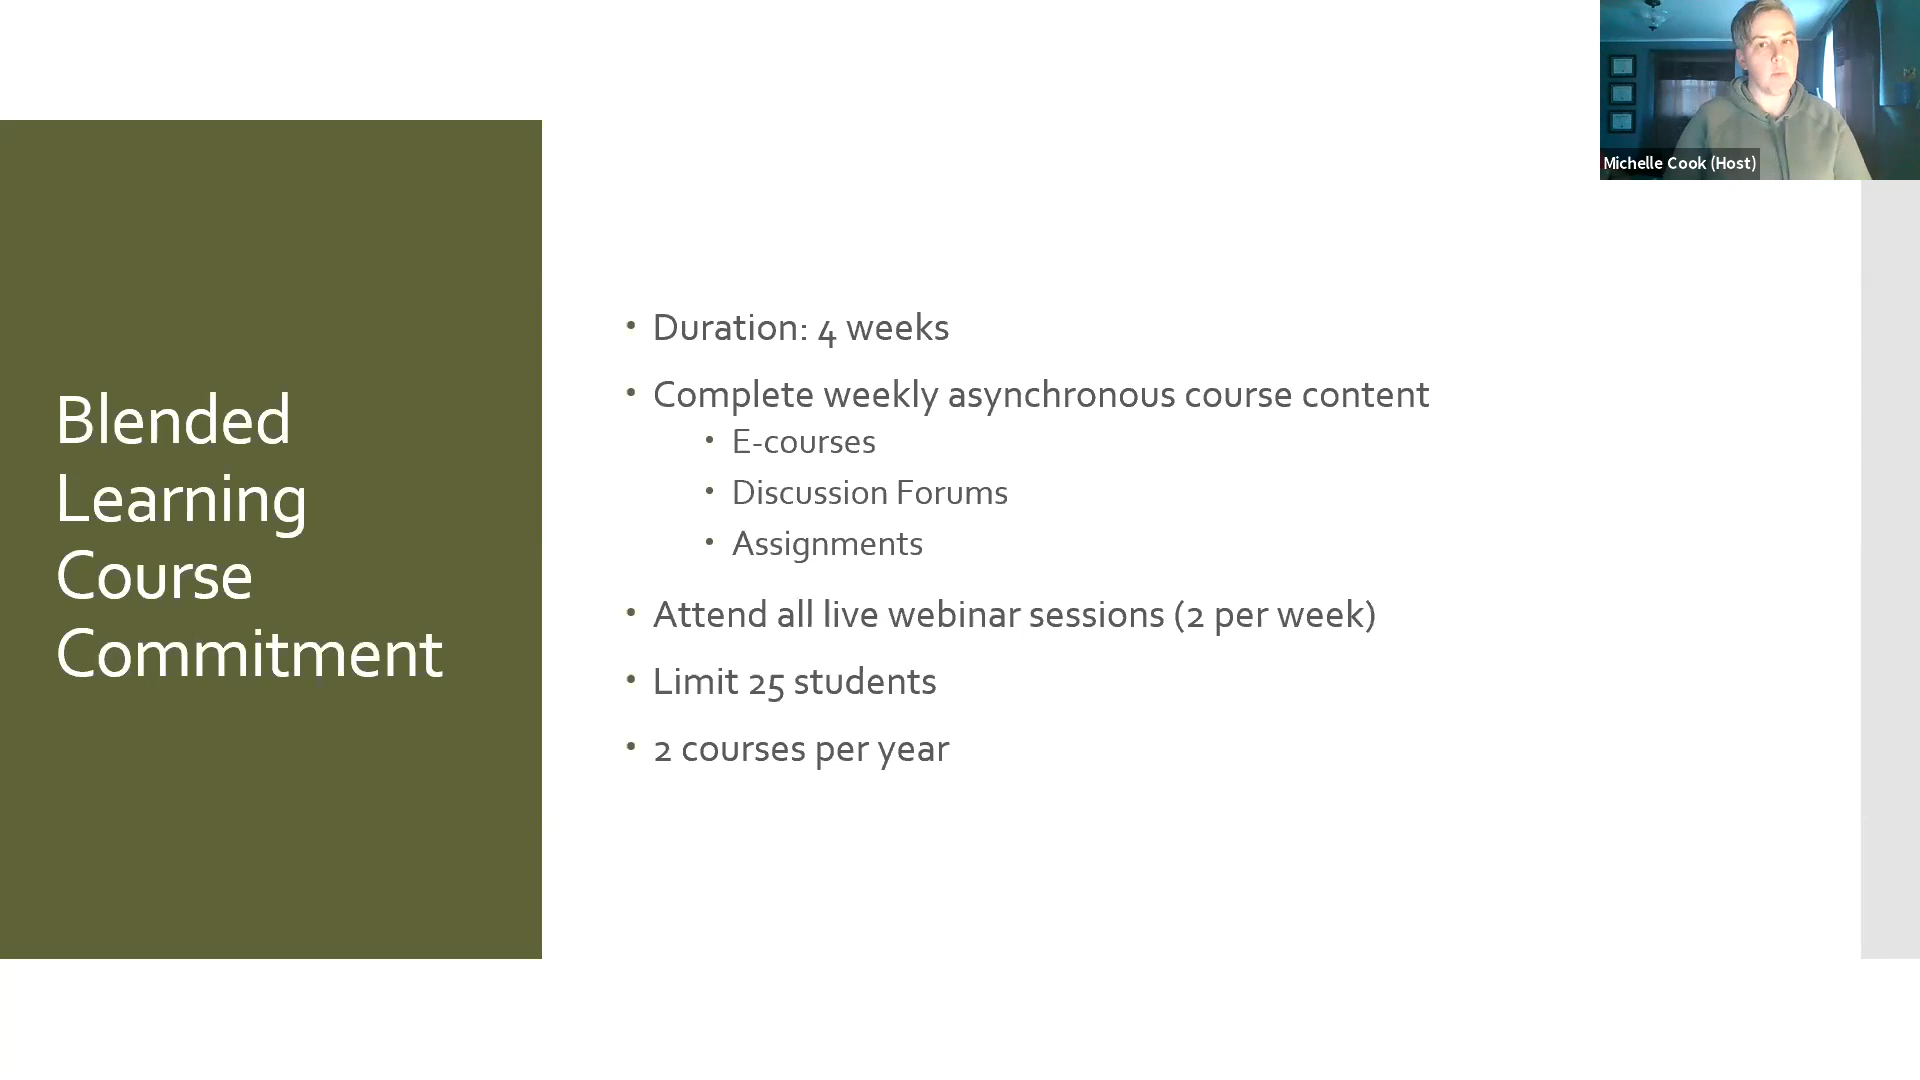 Michelle Cook (Host)
Blended
Learning
Course
Commitment
• Duration: 4 weeks
• Complete weekly asynchronous course content
• E-courses
• Discussion Forums
• Assignments
• Attend all live webinar sessions (2 per week)
• Limit 25 students
• 2 courses per year